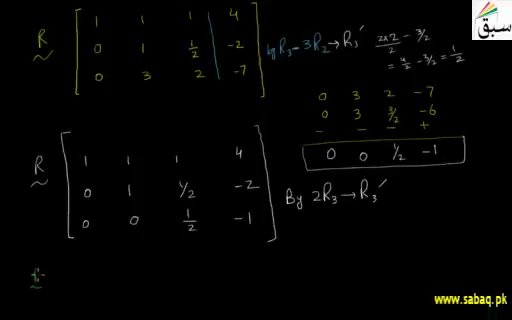 سبق
R ~ [ 1 1 1 | 4
0 1 1/2 | -2
0 3 2 | -7 ] by R₃ - 3R₂ → R₃′
2x2/2 - 3/2
= 4/2 - 3/2 = 1/2
0 3 2 -7
0 3 3/2 -6
- - - +
0 0 1/2 -1
R ~ [ 1 1 1 4
0 1 1/2 -2
0 0 1/2 -1 ] By 2R₃ → R₃′
www.sabaq.pk